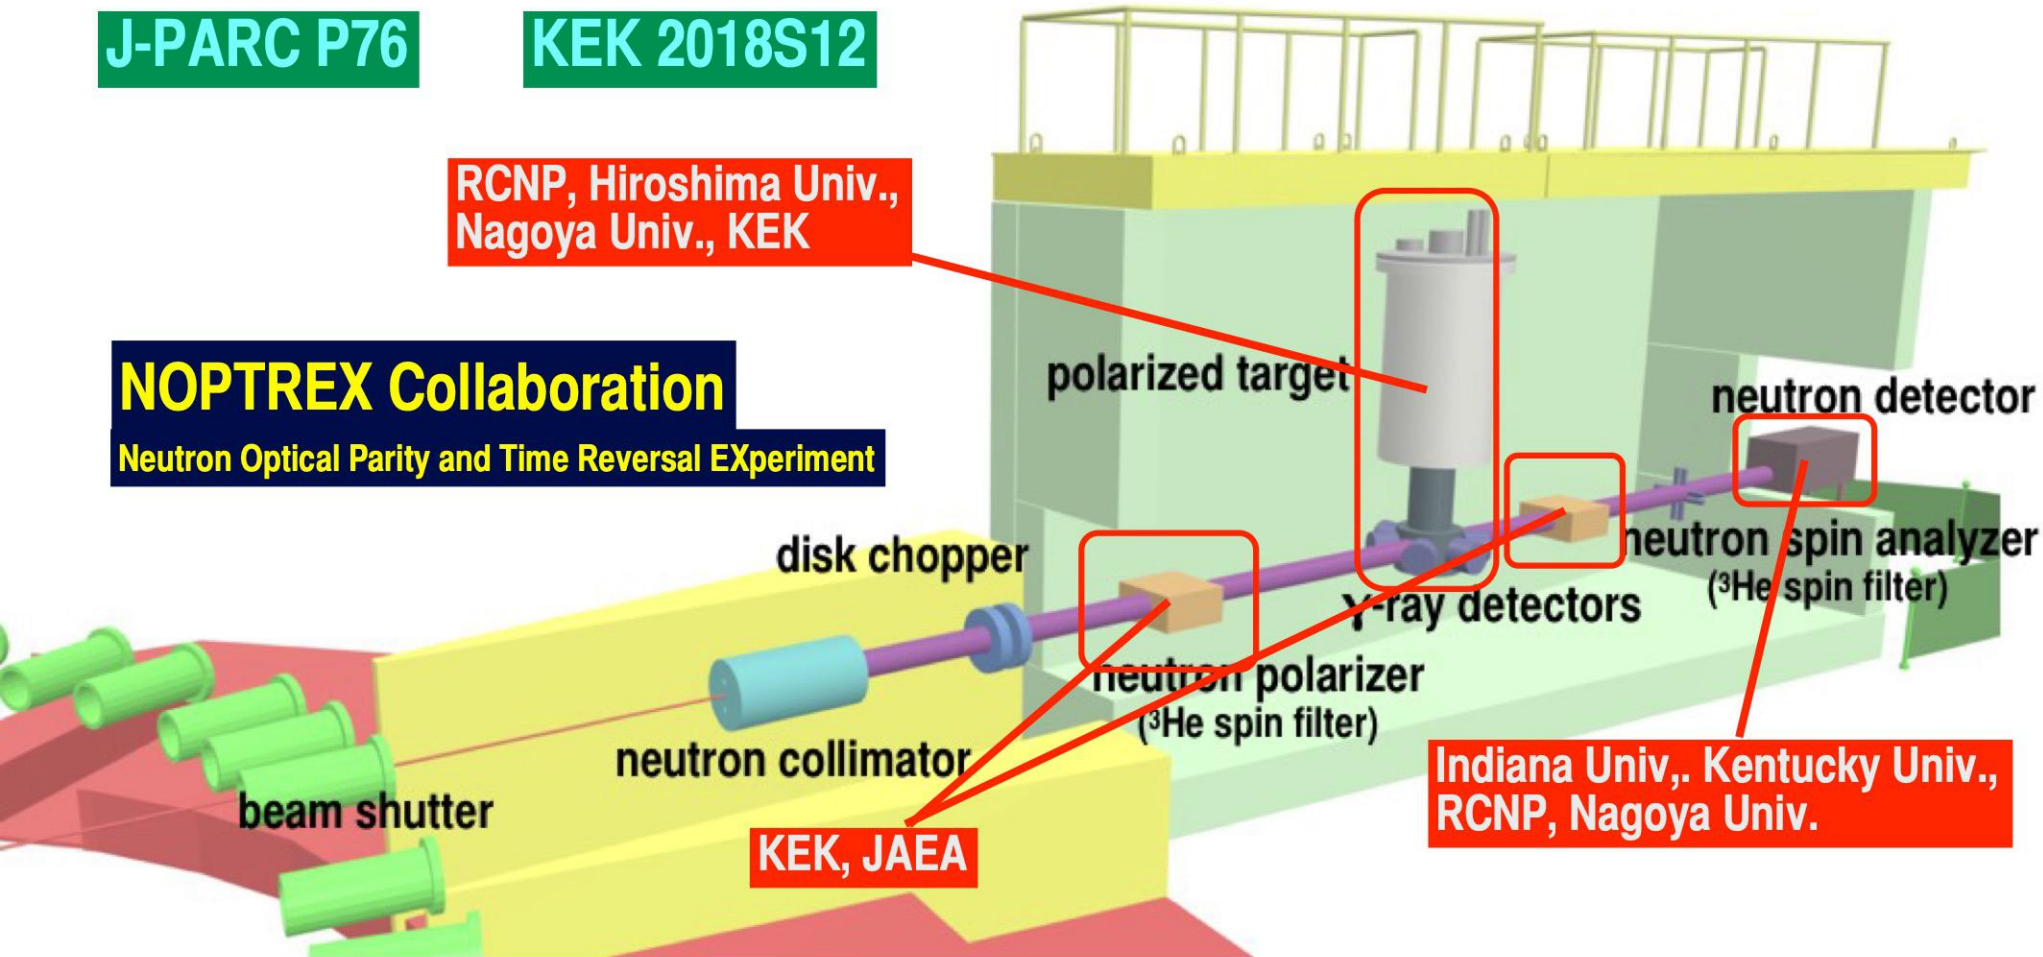 J-PARC P76
KEK 2018S12
RCNP, Hiroshima Univ.,
Nagoya Univ., KEK
NOPTREX Collaboration
Neutron Optical Parity and Time Reversal EXperiment
polarized target
neutron detector
disk chopper
neutron spin analyzer
(³He spin filter)
γ-ray detectors
neutron polarizer
(³He spin filter)
neutron collimator
beam shutter
Indiana Univ,. Kentucky Univ.,
RCNP, Nagoya Univ.
KEK, JAEA